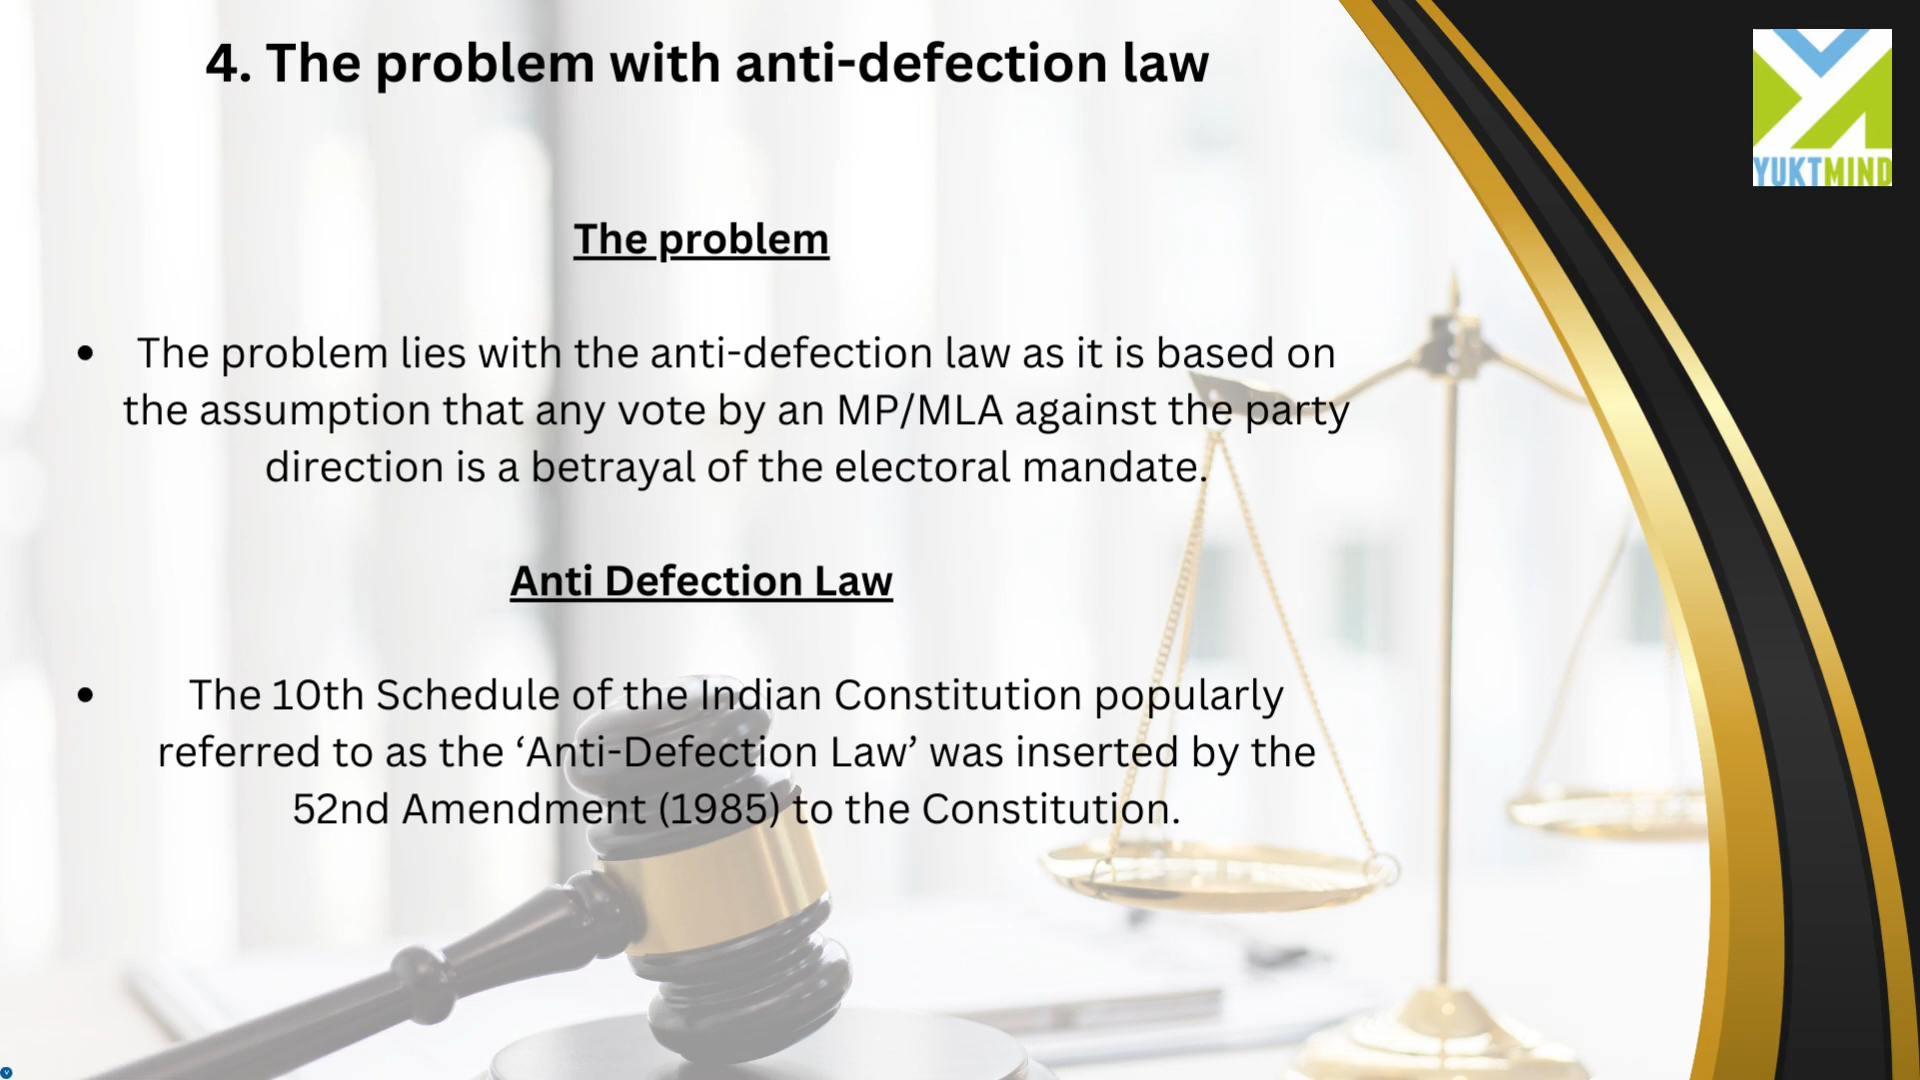 4. The problem with anti-defection law
YUKTMIND
The problem
• The problem lies with the anti-defection law as it is based on
the assumption that any vote by an MP/MLA against the party
direction is a betrayal of the electoral mandate.
Anti Defection Law
• The 10th Schedule of the Indian Constitution popularly
referred to as the ‘Anti-Defection Law’ was inserted by the
52nd Amendment (1985) to the Constitution.